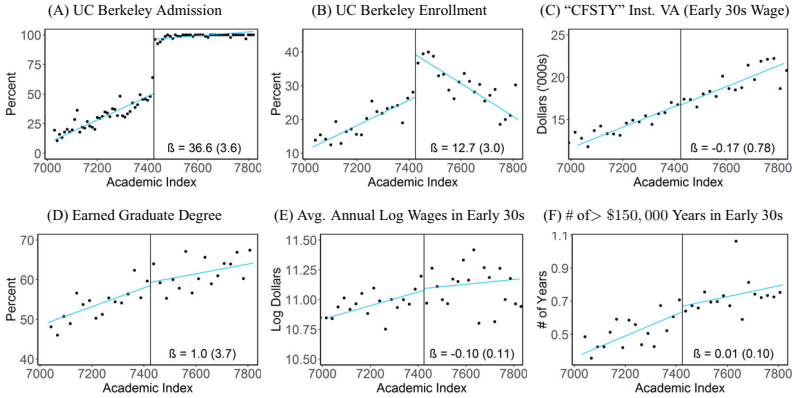 (A) UC Berkeley Admission
100
75
50
25
0
Percent
ß = 36.6 (3.6)
7000 7200 7400 7600 7800
Academic Index
(B) UC Berkeley Enrollment
40
30
20
10
Percent
ß = 12.7 (3.0)
7000 7200 7400 7600 7800
Academic Index
(C) “CFSTY” Inst. VA (Early 30s Wage)
25
20
15
Dollars ('000s)
ß = -0.17 (0.78)
7000 7200 7400 7600 7800
Academic Index
(D) Earned Graduate Degree
70
60
50
40
Percent
ß = 1.0 (3.7)
7000 7200 7400 7600 7800
Academic Index
(E) Avg. Annual Log Wages in Early 30s
11.50
11.25
11.00
10.75
10.50
Log Dollars
ß = -0.10 (0.11)
7000 7200 7400 7600 7800
Academic Index
(F) # of> $150, 000 Years in Early 30s
1.1
0.9
0.7
0.5
# of Years
ß = 0.01 (0.10)
7000 7200 7400 7600 7800
Academic Index